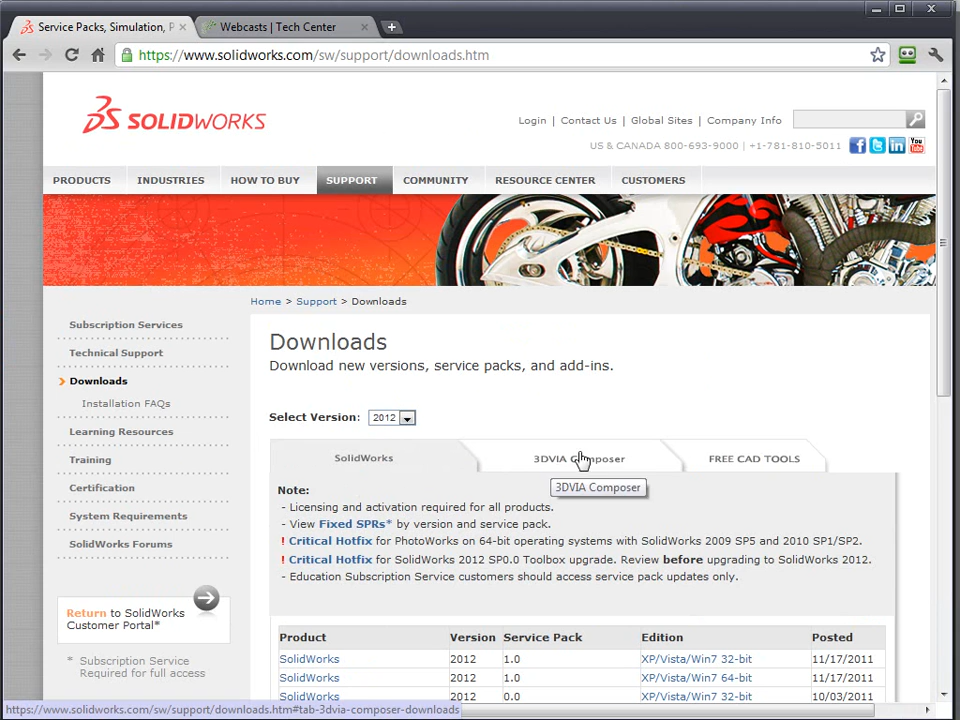 Service Packs, Simulation, P
Webcasts | Tech Center
https://www.solidworks.com/sw/support/downloads.htm
SOLIDWORKS
Login | Contact Us | Global Sites | Company Info
US & CANADA 800-693-9000 | +1-781-810-5011
You
PRODUCTS INDUSTRIES HOW TO BUY SUPPORT COMMUNITY RESOURCE CENTER CUSTOMERS
Home > Support > Downloads
Subscription Services
Technical Support
Downloads
Installation FAQs
Learning Resources
Training
Certification
System Requirements
SolidWorks Forums
Return to SolidWorks
Customer Portal*
* Subscription Service
Required for full access
Downloads
Download new versions, service packs, and add-ins.
Select Version: 2012
SolidWorks 3DVIA Composer FREE CAD TOOLS
3DVIA Composer
Note:
- Licensing and activation required for all products.
- View Fixed SPRs* by version and service pack.
! Critical Hotfix for PhotoWorks on 64-bit operating systems with SolidWorks 2009 SP5 and 2010 SP1/SP2.
! Critical Hotfix for SolidWorks 2012 SP0.0 Toolbox upgrade. Review before upgrading to SolidWorks 2012.
- Education Subscription Service customers should access service pack updates only.
Product Version Service Pack Edition Posted
SolidWorks 2012 1.0 XP/Vista/Win7 32-bit 11/17/2011
SolidWorks 2012 1.0 XP/Vista/Win7 64-bit 11/17/2011
SolidWorks 2012 0.0 XP/Vista/Win7 32-bit 10/03/2011
https://www.solidworks.com/sw/support/downloads.htm#tab-3dvia-composer-downloads